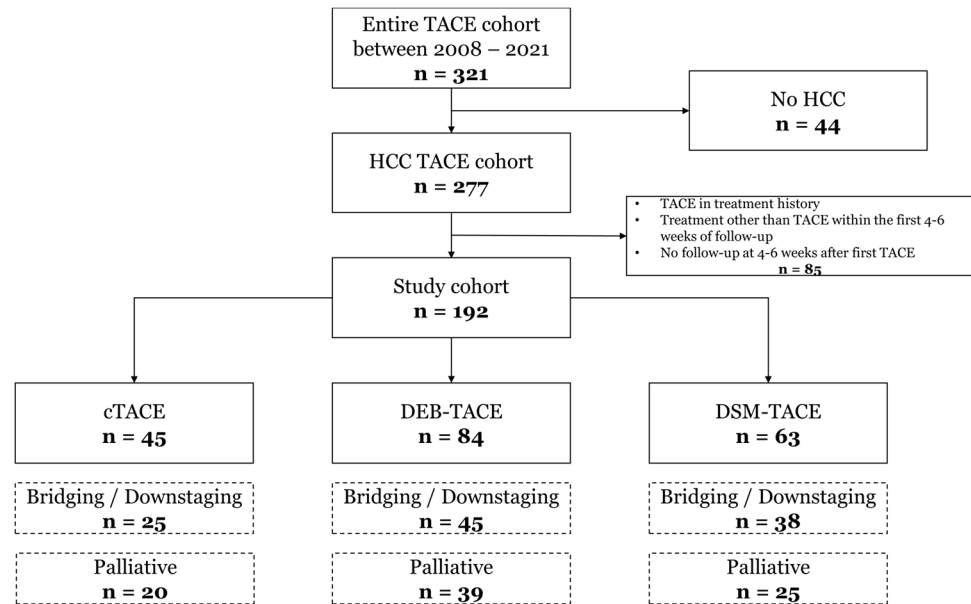 Entire TACE cohort
between 2008 – 2021
n = 321
No HCC
n = 44
HCC TACE cohort
n = 277
• TACE in treatment history
• Treatment other than TACE within the first 4-6
weeks of follow-up
• No follow-up at 4-6 weeks after first TACE
n = 85
Study cohort
n = 192
cTACE
n = 45
DEB-TACE
n = 84
DSM-TACE
n = 63
Bridging / Downstaging
n = 25
Bridging / Downstaging
n = 45
Bridging / Downstaging
n = 38
Palliative
n = 20
Palliative
n = 39
Palliative
n = 25